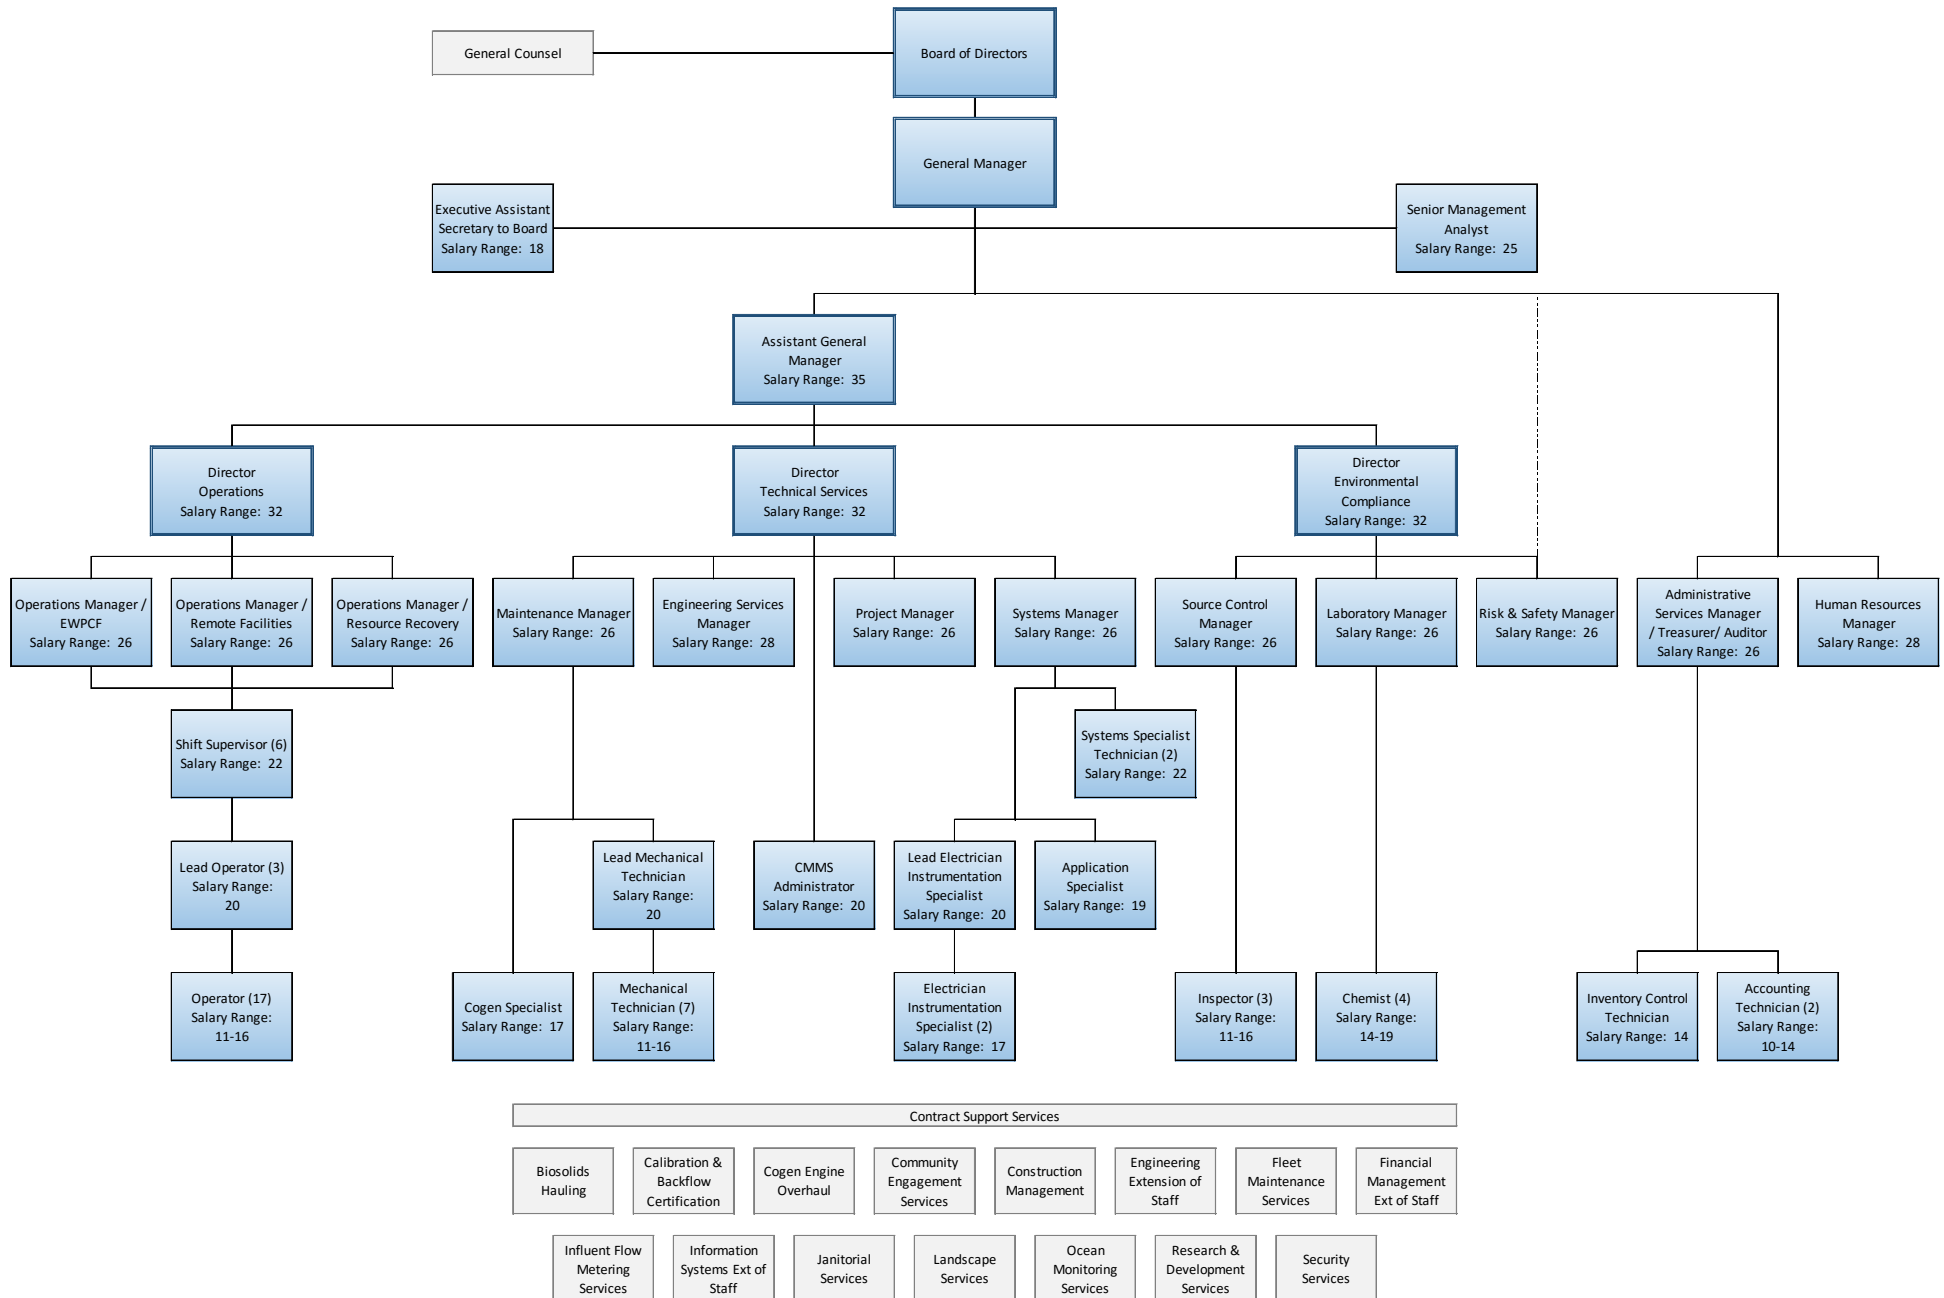 General Counsel
Board of Directors
General Manager
Executive Assistant
Secretary to Board
Salary Range:  18
Senior Management
Analyst
Salary Range:  25
Assistant General
Manager
Salary Range:  35
Director
Operations
Salary Range:  32
Director
Technical Services
Salary Range:  32
Director
Environmental
Compliance
Salary Range:  32
Operations Manager /
EWPCF
Salary Range:  26
Operations Manager /
Remote Facilities
Salary Range:  26
Operations Manager /
Resource Recovery
Salary Range:  26
Maintenance Manager
Salary Range:  26
Engineering Services
Manager
Salary Range:  28
Project Manager
Salary Range:  26
Systems Manager
Salary Range:  26
Source Control
Manager
Salary Range:  26
Laboratory Manager
Salary Range:  26
Risk & Safety Manager
Salary Range:  26
Administrative
Services Manager
/ Treasurer/ Auditor
Salary Range:  26
Human Resources
Manager
Salary Range:  28
Shift Supervisor (6)
Salary Range:  22
Systems Specialist
Technician (2)
Salary Range:  22
Lead Operator (3)
Salary Range:
20
Lead Mechanical
Technician
Salary Range:
20
CMMS
Administrator
Salary Range:  20
Lead Electrician
Instrumentation
Specialist
Salary Range:  20
Application
Specialist
Salary Range:  19
Operator (17)
Salary Range:
11-16
Cogen Specialist
Salary Range:  17
Mechanical
Technician (7)
Salary Range:
11-16
Electrician
Instrumentation
Specialist (2)
Salary Range:  17
Inspector (3)
Salary Range:
11-16
Chemist (4)
Salary Range:
14-19
Inventory Control
Technician
Salary Range:  14
Accounting
Technician (2)
Salary Range:
10-14
Contract Support Services
Biosolids
Hauling
Calibration &
Backflow
Certification
Cogen Engine
Overhaul
Community
Engagement
Services
Construction
Management
Engineering
Extension of
Staff
Fleet
Maintenance
Services
Financial
Management
Ext of Staff
Influent Flow
Metering
Services
Information
Systems Ext of
Staff
Janitorial
Services
Landscape
Services
Ocean
Monitoring
Services
Research &
Development
Services
Security
Services